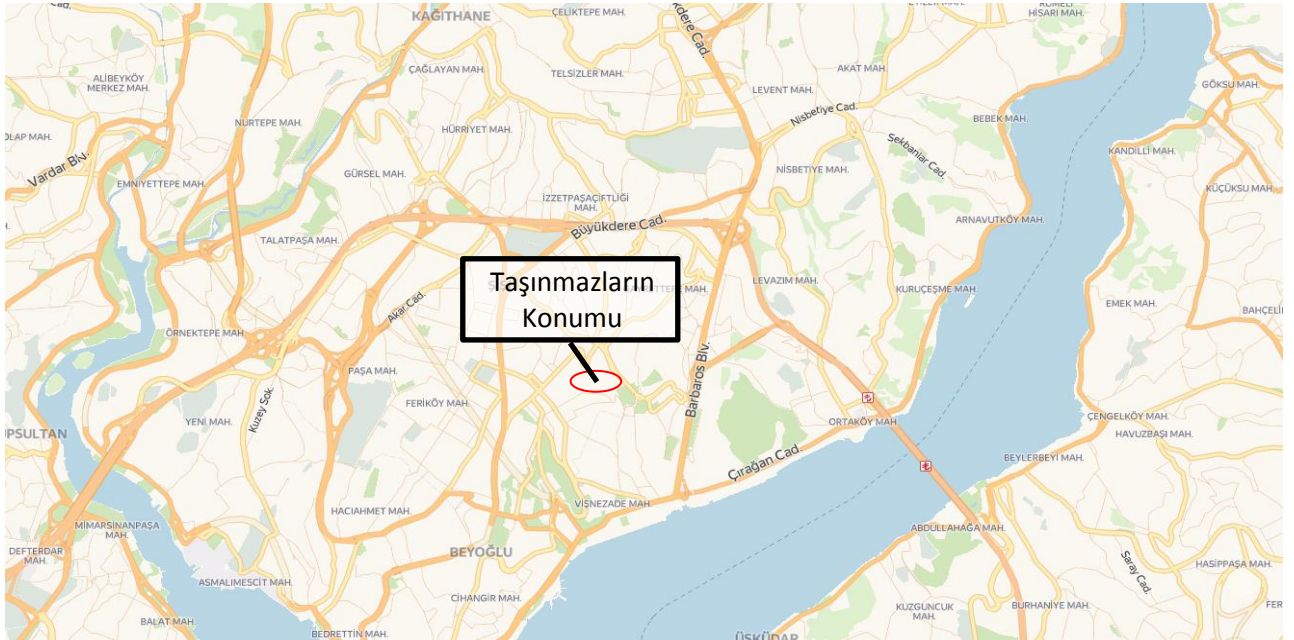 Cad.
KAĞITHANE
ÇELİKTEPE MAH.
Büyükdere Cad.
HİSARI MAH.
ALİBEYKÖY
MERKEZ MAH.
ÇAĞLAYAN MAH.
TELSİZLER MAH.
AKAT MAH.
LEVENT MAH.
GÖKSU MAH.
NURTEPE MAH.
HÜRRİYET MAH.
Nisbetiye Cad.
BEBEK MAH
Sekbanlar Cad.
KANDİLLİ MAH.
Vardar Blv.
EMNİYETTEPE MAH.
GÜRSEL MAH.
NİSBETİYE MAH.
KÜÇÜKSU MAH
İZZETPAŞAÇİFTLİĞİ
MAH.
Büyükdere Cad.
ARNAVUTKÖY MAH.
TALATPAŞA MAH.
Taşınmazların
Konumu
LEVAZIM MAH.
KURUÇEŞME MAH.
EMEK MAH.
Akar Cad.
ÖRNEKTEPE MAH
PAŞA MAH.
Barbaros Blv.
FERİKÖY MAH.
Kuzey Sok.
YENİ MAH.
ORTAKÖY MAH
ÇENGELKÖY MAH.
HAVUZBAŞI MAH.
BEYLERBEYİ MAH.
Çırağan Cad.
VİŞNEZADE MAH
HACIAHMET MAH.
MİMARSİNANPAŞA
MAH.
DEFTERDAR
MAH.
BEYOĞLU
ABDULLAHAĞA MAH.
Saray Cad.
HASİPPAŞA MAH.
ASMALIMESCİT MAH.
CİHANGİR MAH.
KUZGUNCUK
MAH.
BURHANİYE MAH.
BALAT MAH.
BEDRETTİN MAH.
ÜSKÜDAR